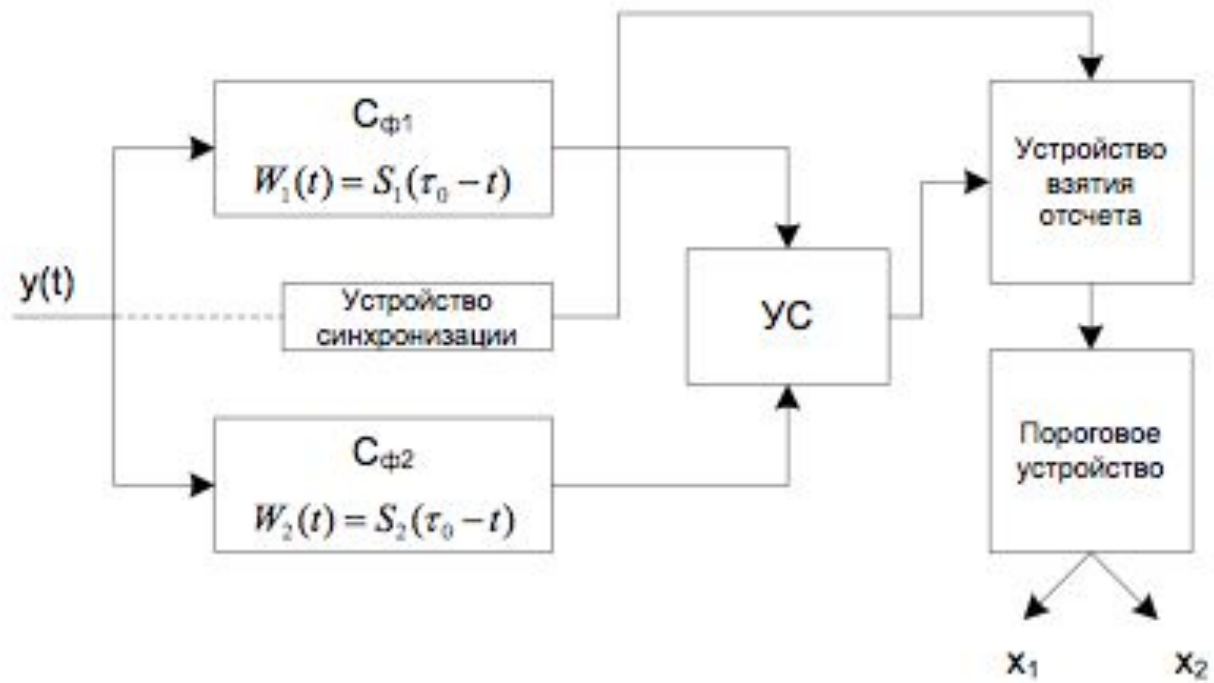 Сф1
W₁(t) = S₁(τ₀ – t)
Устройство
взятия
отсчета
y(t)
Устройство
синхронизации
УС
Сф2
W₂(t) = S₂(τ₀ – t)
Пороговое
устройство
x₁
x₂